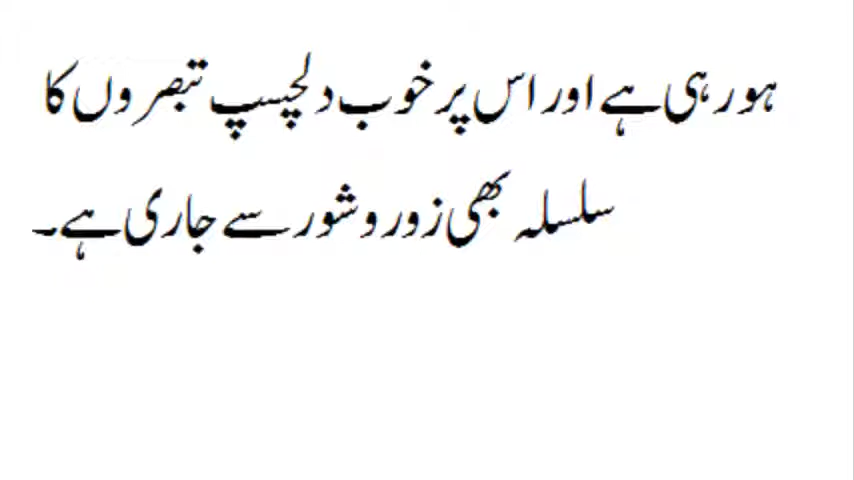 ہو رہی ہے اور اس پر خوب دلچسپ تبصروں کا
سلسلہ بھی زور و شور سے جاری ہے۔